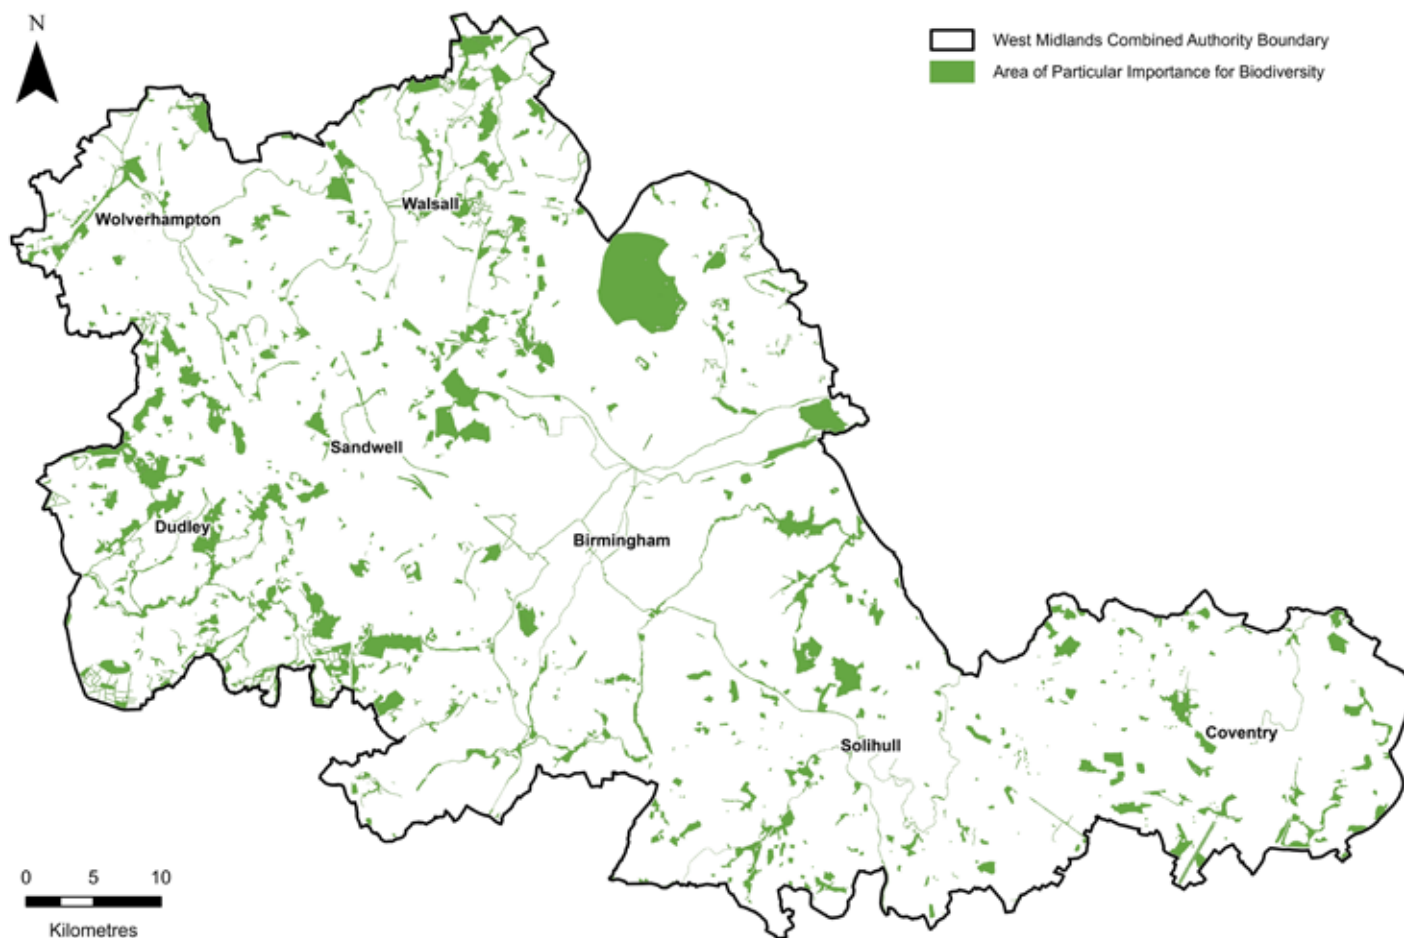 N
West Midlands Combined Authority Boundary
Area of Particular Importance for Biodiversity
Wolverhampton
Walsall
Sandwell
Dudley
Birmingham
Solihull
Coventry
0 5 10
Kilometres